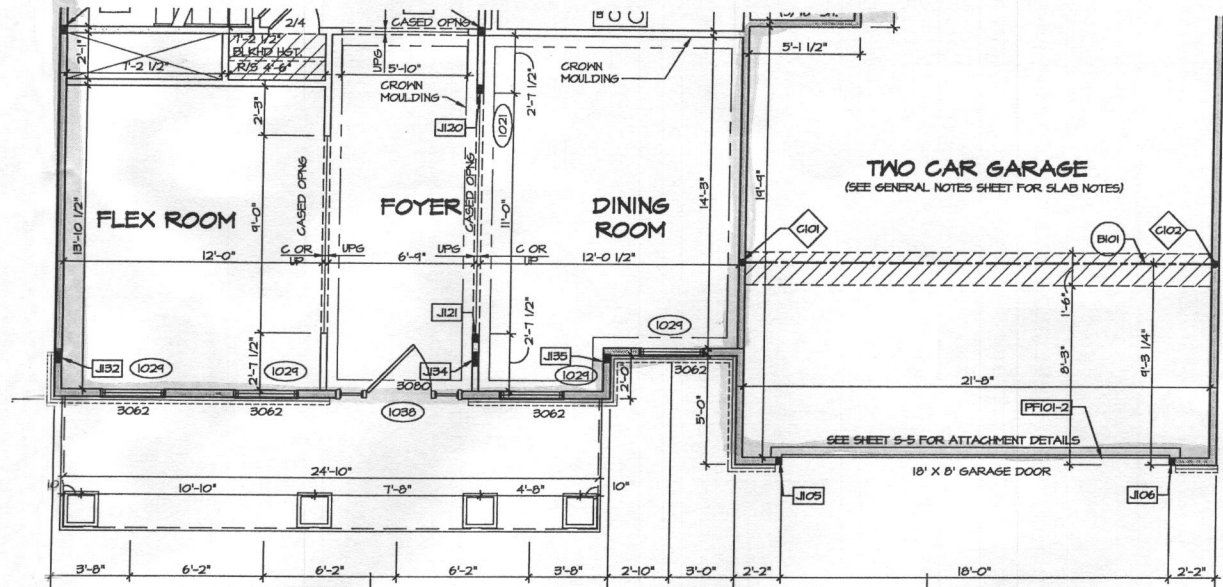 2/4
CASED OPNG
5'-1 1/2"
2'-1"
7'-2 1/2"
7'-2 1/2"
BLKHD HGT.
R/S 4'-6"
UPG
5'-10"
CROWN
MOULDING
CROWN
MOULDING
2'-7 1/2"
J120
1021
2'-3"
CASED OPNG
9'-0"
13'-10 1/2"
FLEX ROOM
FOYER
CASED OPNG
11'-0"
DINING
ROOM
14'-3"
19'-9"
TWO CAR GARAGE
(SEE GENERAL NOTES SHEET FOR SLAB NOTES)
C101
B101
C102
12'-0"
C OR
UP
UPG
6'-9"
UPG
C OR
UP
12'-0 1/2"
J121
2'-7 1/2"
1029
1'-6"
8'-3"
9'-3 1/4"
J132
1029
1029
2'-7 1/2"
J134
J135
1029
3062
3080
2'-0"
21'-8"
3062
3062
1038
3062
5'-0"
PF101-2
SEE SHEET S-5 FOR ATTACHMENT DETAILS
18' X 8' GARAGE DOOR
24'-10"
10"
10'-10"
7'-8"
4'-8"
10"
J105
J106
3'-8"
6'-2"
6'-2"
6'-2"
3'-8"
2'-10"
3'-0"
2'-2"
18'-0"
2'-2"